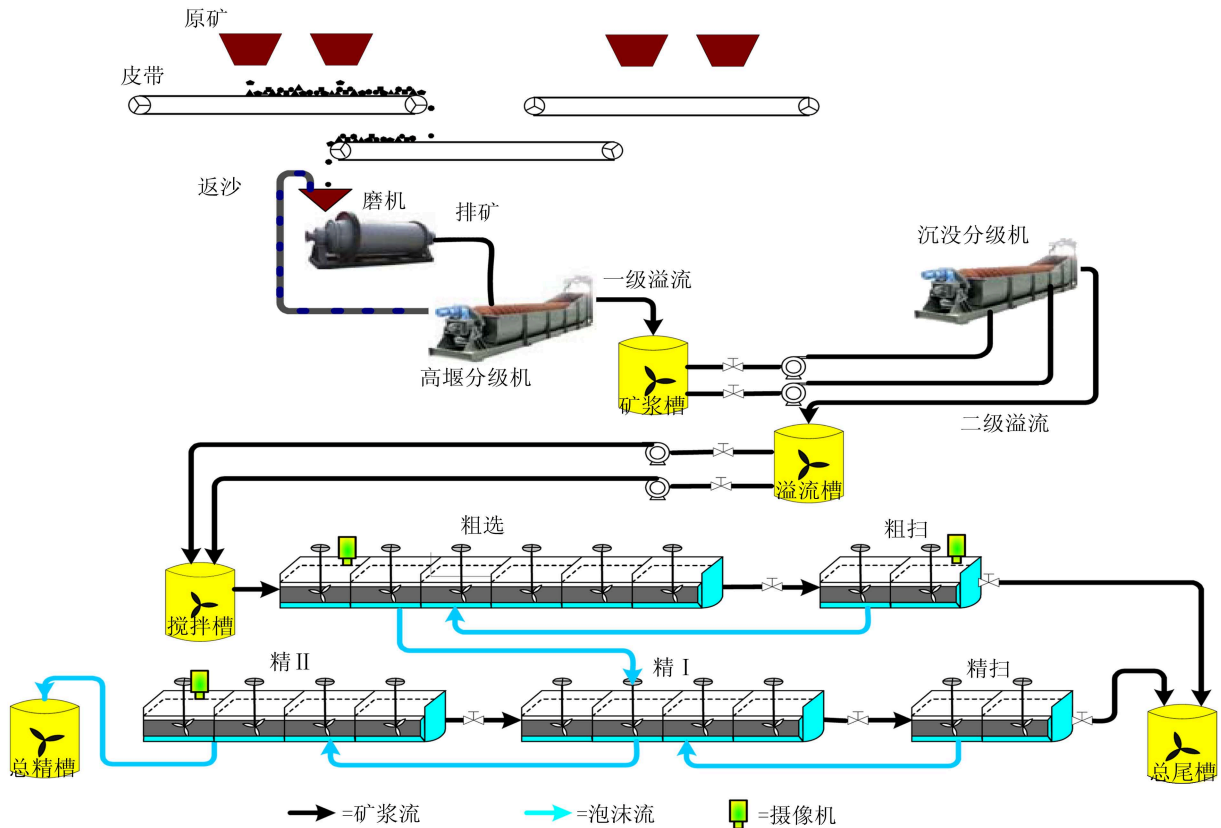 原矿
皮带
返沙
磨机
排矿
沉没分级机
一级溢流
高堰分级机
矿浆槽
二级溢流
溢流槽
粗选
粗扫
搅拌槽
精Ⅱ
精Ⅰ
精扫
总精槽
总尾槽
=矿浆流
=泡沫流
=摄像机